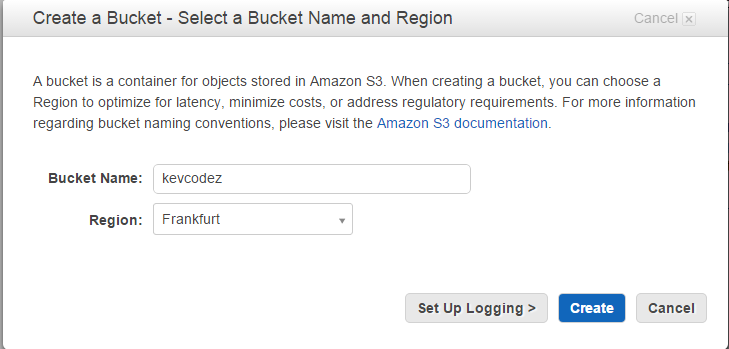 Create a Bucket - Select a Bucket Name and Region
Cancel x
A bucket is a container for objects stored in Amazon S3. When creating a bucket, you can choose a
Region to optimize for latency, minimize costs, or address regulatory requirements. For more information
regarding bucket naming conventions, please visit the Amazon S3 documentation.
Bucket Name: kevcodez
Region: Frankfurt
Set Up Logging > Create Cancel